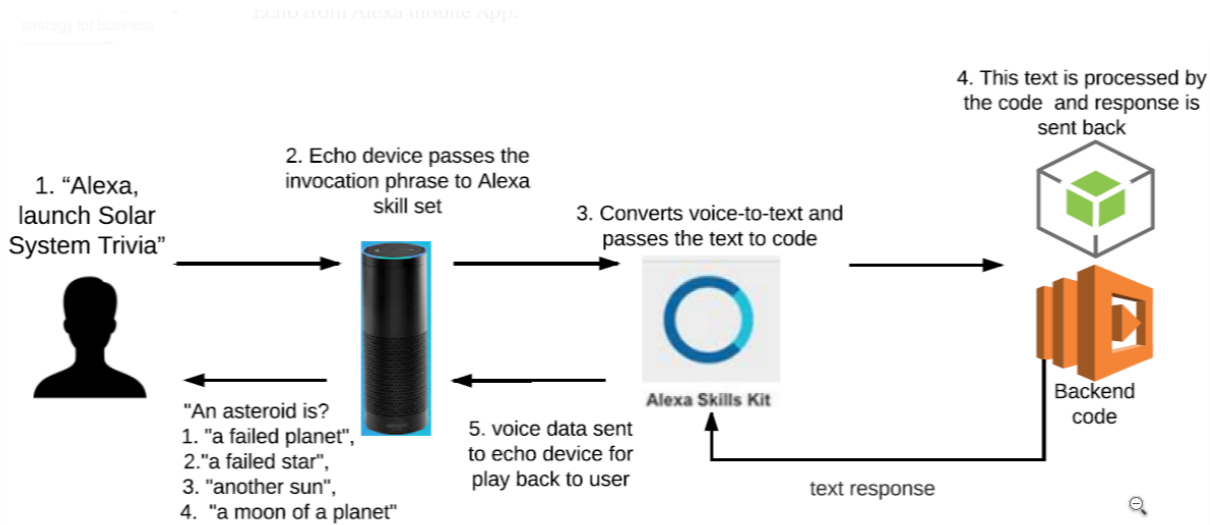 strategy for business
Echo from Alexa mobile App.
4. This text is processed by
the code and response is
sent back
2. Echo device passes the
invocation phrase to Alexa
skill set
1. “Alexa,
launch Solar
System Trivia”
3. Converts voice-to-text and
passes the text to code
Alexa Skills Kit
Backend
code
"An asteroid is?
1. "a failed planet",
2."a failed star",
3. "another sun",
4. "a moon of a planet"
5. voice data sent
to echo device for
play back to user
text response